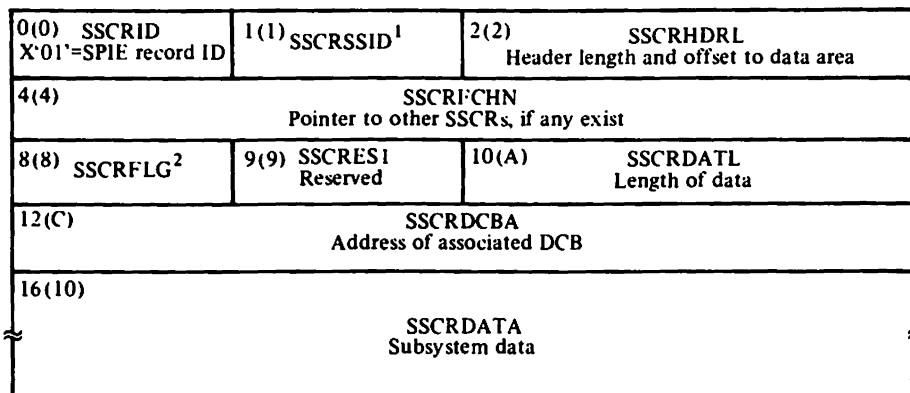 0(0) SSCRID
X'01'=SPIE record ID
1(1) SSCRSSID1
2(2) SSCRHDRL
Header length and offset to data area
4(4) SSCRFCHN
Pointer to other SSCRs, if any exist
8(8) SSCRFLG2
9(9) SSCRES1
Reserved
10(A) SSCRDATL
Length of data
12(C) SSCRDCBA
Address of associated DCB
16(10)
SSCRDATA
Subsystem data